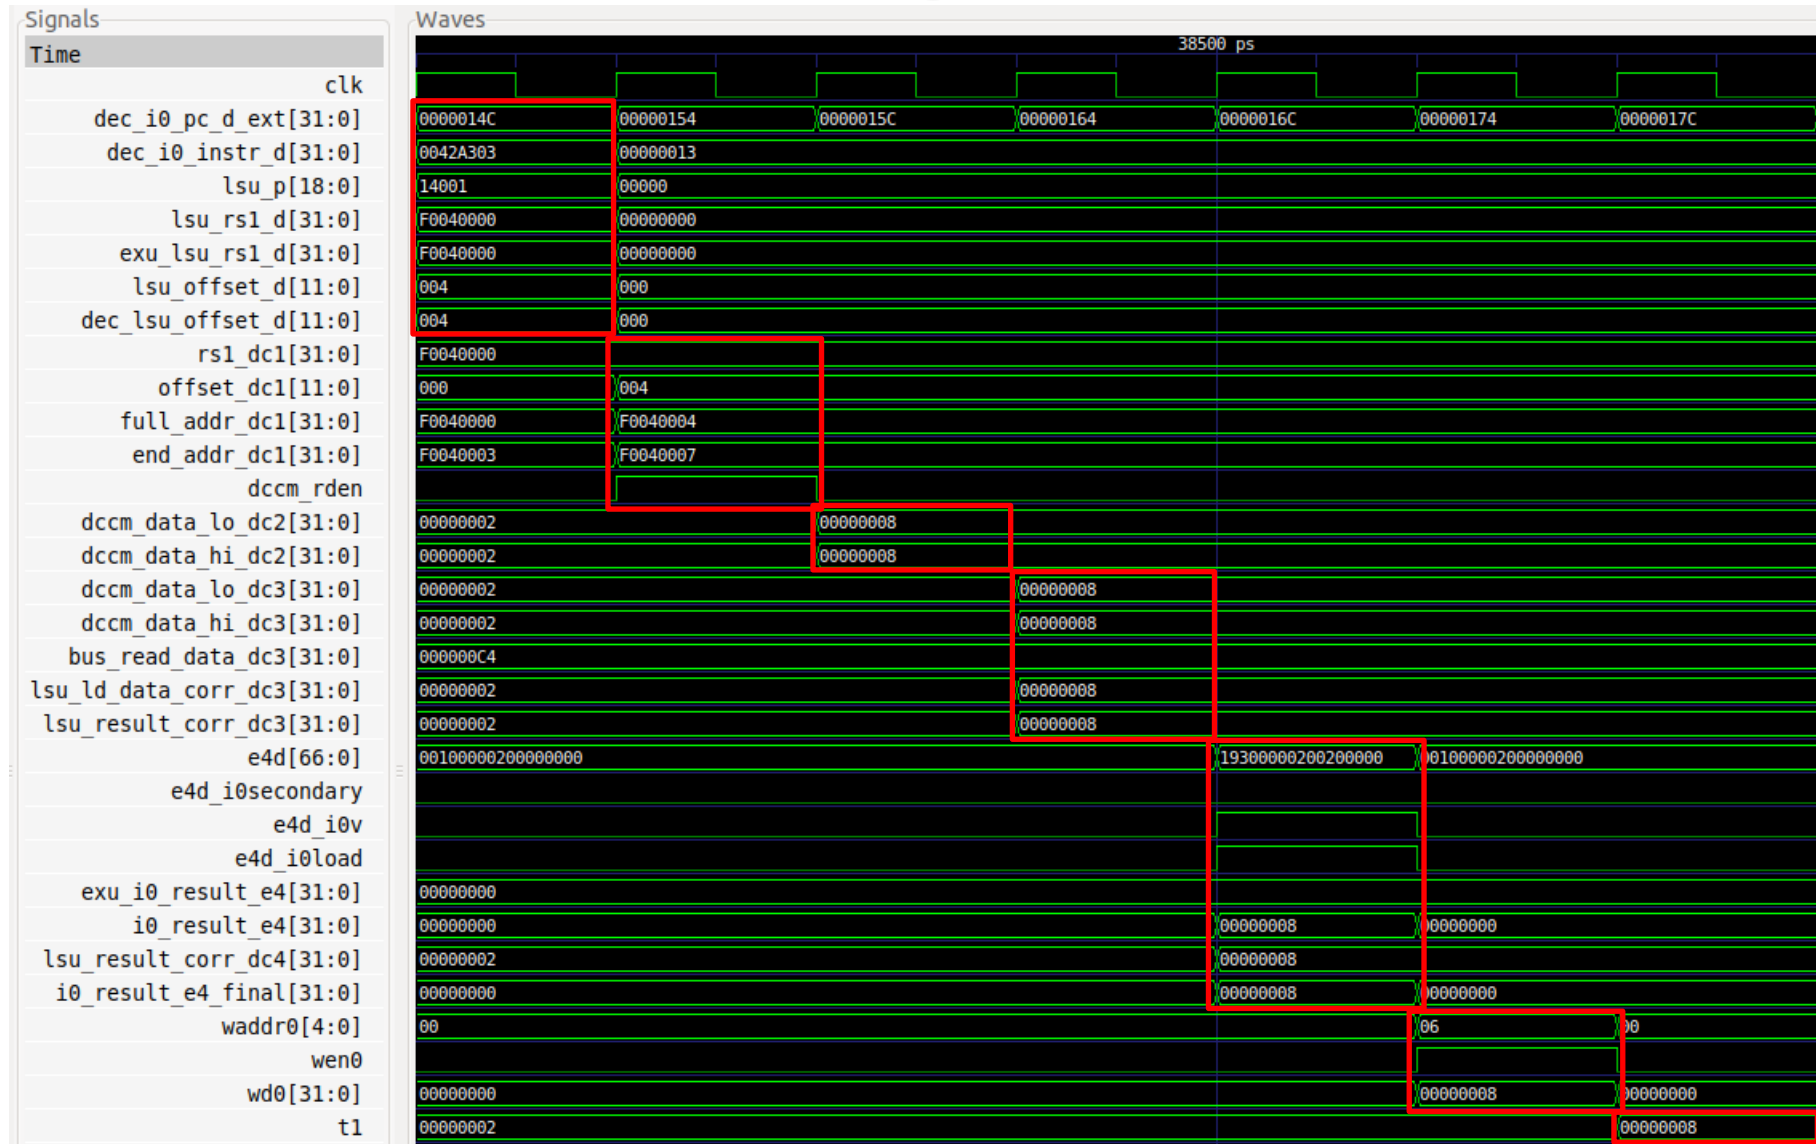 Signals Waves
Time 38500 ps
clk
dec_i0_pc_d_ext[31:0] 0000014C 00000154 0000015C 00000164 0000016C 00000174 0000017C
dec_i0_instr_d[31:0] 0042A303 00000013
lsu_p[18:0] 14001 00000
lsu_rs1_d[31:0] F0040000 00000000
exu_lsu_rs1_d[31:0] F0040000 00000000
lsu_offset_d[11:0] 004 000
dec_lsu_offset_d[11:0] 004 000
rs1_dc1[31:0] F0040000
offset_dc1[11:0] 000 004
full_addr_dc1[31:0] F0040000 F0040004
end_addr_dc1[31:0] F0040003 F0040007
dccm_rden
dccm_data_lo_dc2[31:0] 00000002 00000008
dccm_data_hi_dc2[31:0] 00000002 00000008
dccm_data_lo_dc3[31:0] 00000002 00000008
dccm_data_hi_dc3[31:0] 00000002 00000008
bus_read_data_dc3[31:0] 000000C4
lsu_ld_data_corr_dc3[31:0] 00000002 00000008
lsu_result_corr_dc3[31:0] 00000002 00000008
e4d[66:0] 00100000200000000 19300000200200000 00100000200000000
e4d_i0secondary
e4d_i0v
e4d_i0load
exu_i0_result_e4[31:0] 00000000
i0_result_e4[31:0] 00000000 00000008 00000000
lsu_result_corr_dc4[31:0] 00000002 00000008
i0_result_e4_final[31:0] 00000000 00000008 00000000
waddr0[4:0] 00 06 00
wen0
wd0[31:0] 00000000 00000008 00000000
t1 00000002 00000008